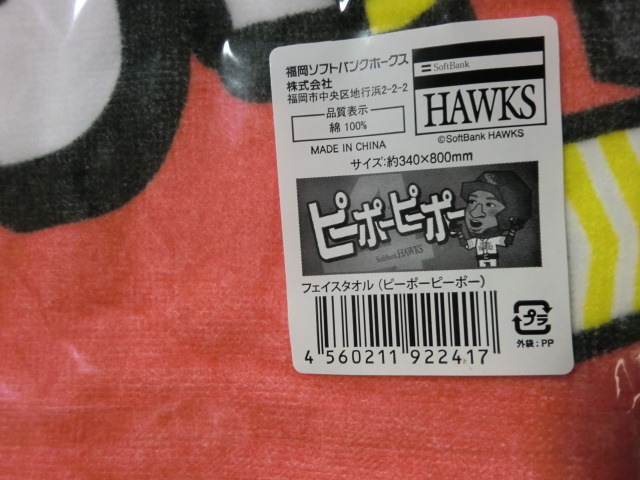 福岡ソフトバンクホークス
株式会社
福岡市中央区地行浜2-2-2
品質表示
綿 100%
MADE IN CHINA
SoftBank
HAWKS
©SoftBank HAWKS
サイズ:約340×800mm
ピーポーピーポー
SoftBank HAWKS
フェイスタオル (ピーポーピーポー)
4 560211 922417
プラ
外袋:PP